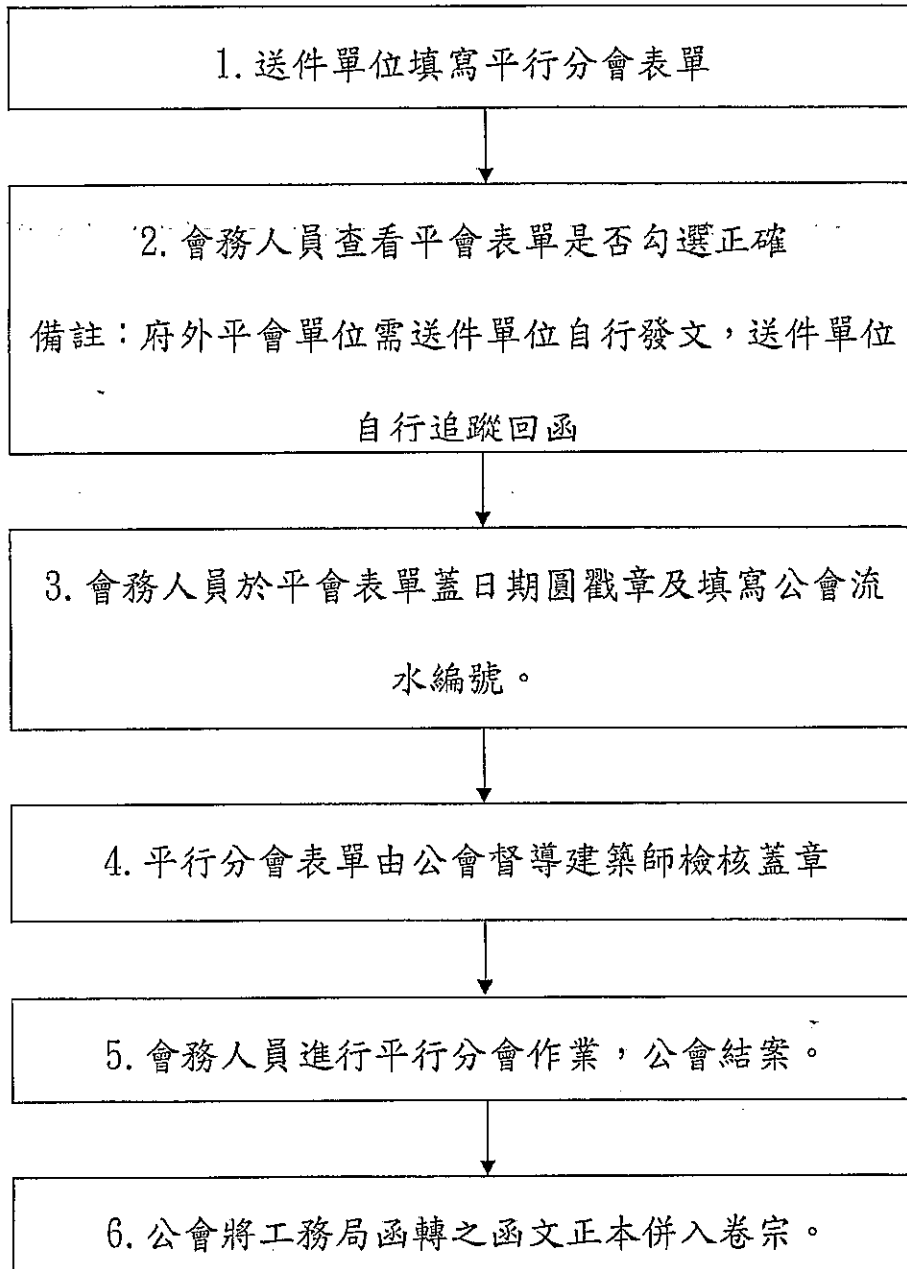 1. 送件單位填寫平行分會表單
2. 會務人員查看平會表單是否勾選正確
備註：府外平會單位需送件單位自行發文，送件單位
自行追蹤回函
3. 會務人員於平會表單蓋日期圓戳章及填寫公會流
水編號。
4. 平行分會表單由公會督導建築師檢核蓋章
5. 會務人員進行平行分會作業，公會結案。
6. 公會將工務局函轉之函文正本併入卷宗。